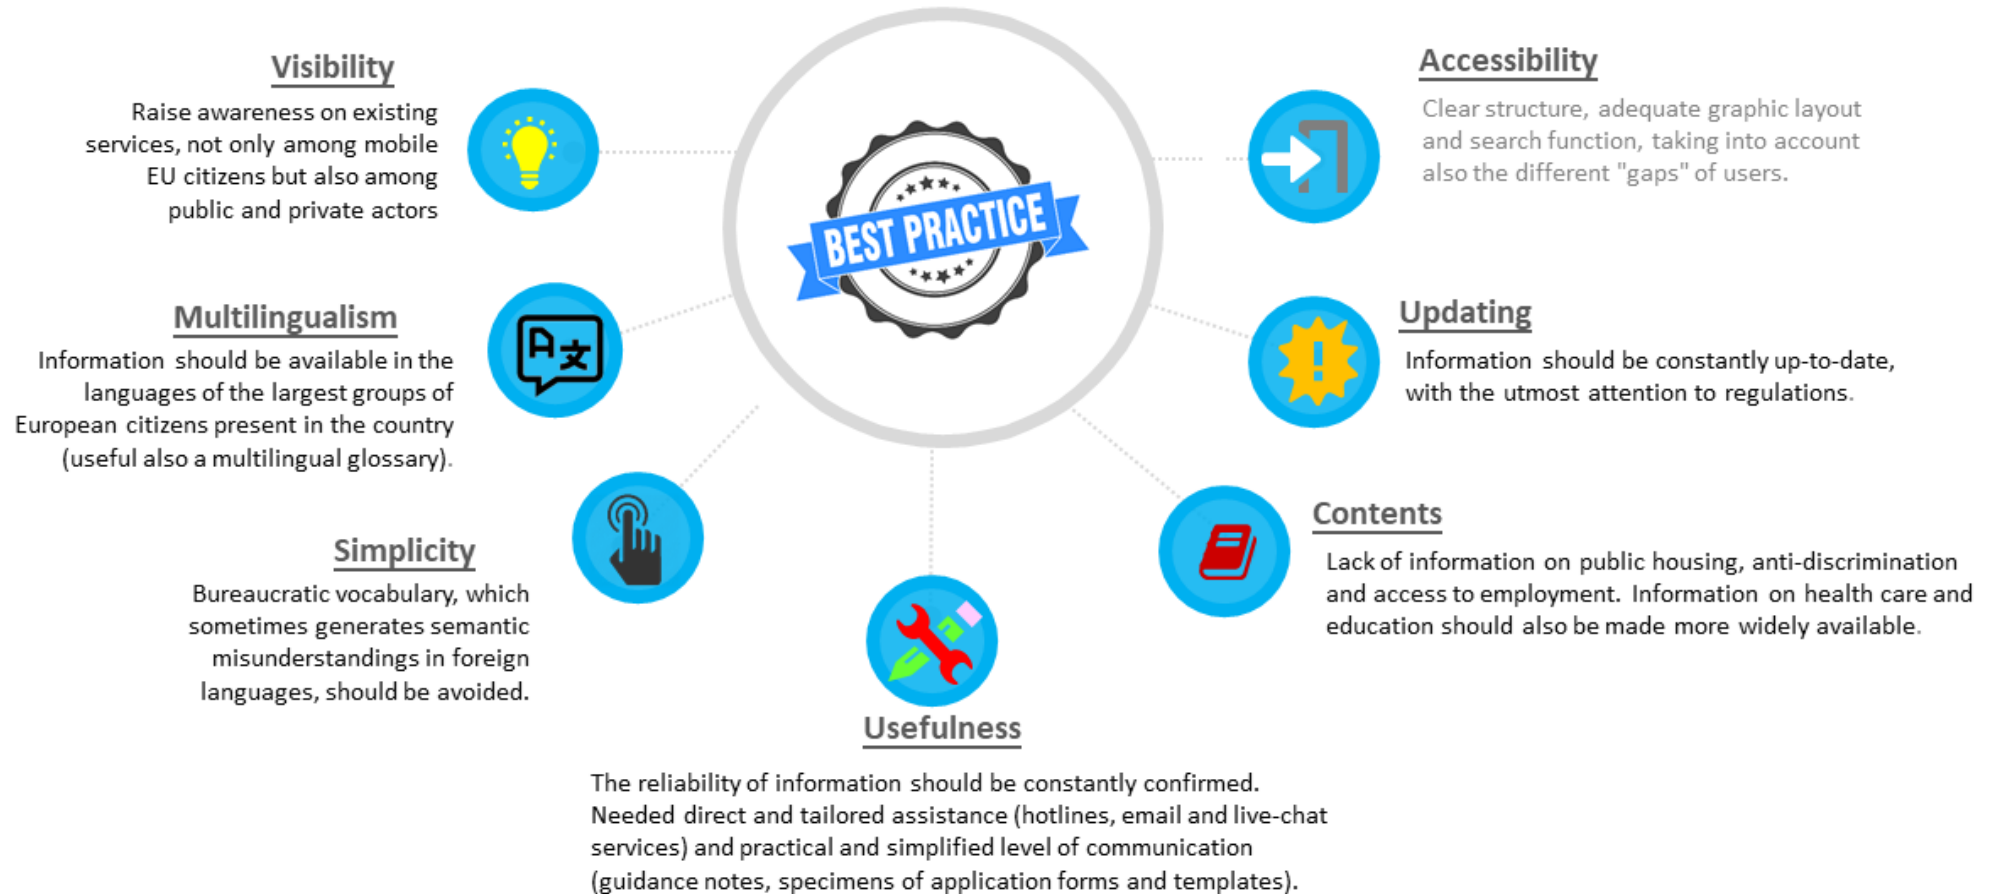 Visibility
Raise awareness on existing
services, not only among mobile
EU citizens but also among
public and private actors
Multilingualism
Information should be available in the
languages of the largest groups of
European citizens present in the country
(useful also a multilingual glossary).
Simplicity
Bureaucratic vocabulary, which
sometimes generates semantic
misunderstandings in foreign
languages, should be avoided.
BEST PRACTICE
A 文
Usefulness
The reliability of information should be constantly confirmed.
Needed direct and tailored assistance (hotlines, email and live-chat
services) and practical and simplified level of communication
(guidance notes, specimens of application forms and templates).
Accessibility
Clear structure, adequate graphic layout
and search function, taking into account
also the different "gaps" of users.
Updating
Information should be constantly up-to-date,
with the utmost attention to regulations.
Contents
Lack of information on public housing, anti-discrimination
and access to employment. Information on health care and
education should also be made more widely available.